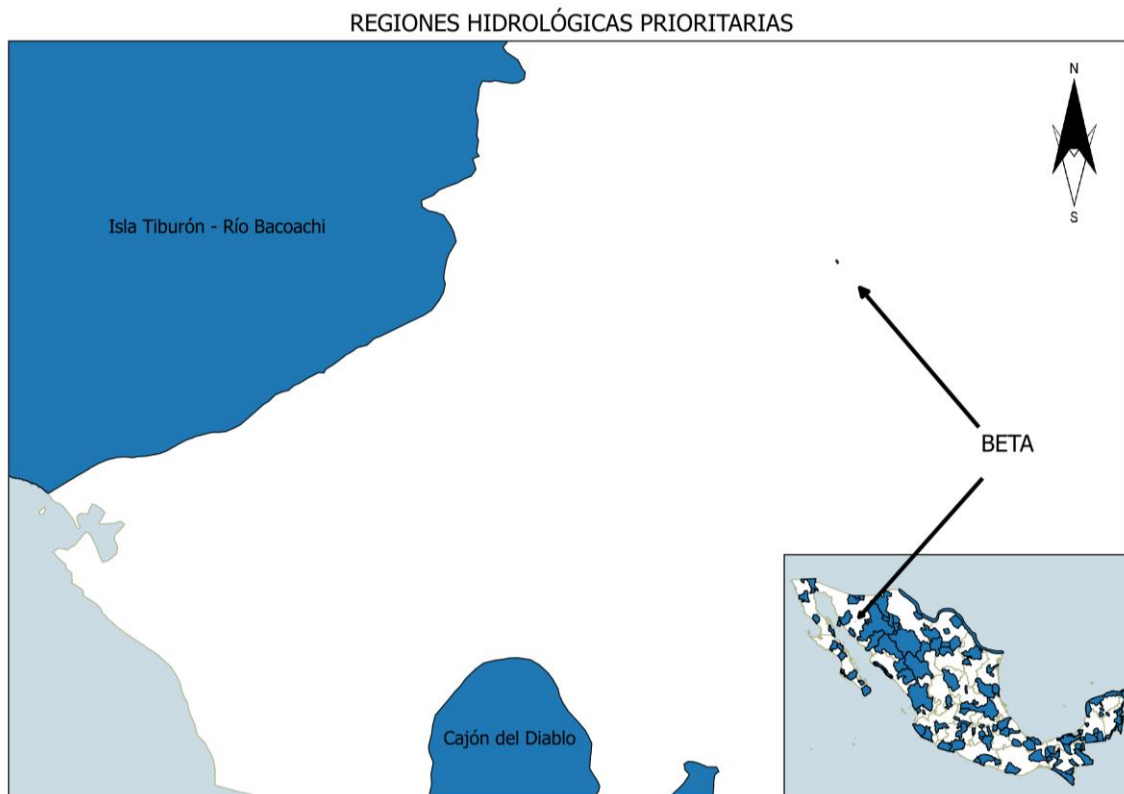 REGIONES HIDROLÓGICAS PRIORITARIAS
N
S
Isla Tiburón - Río Bacoachi
BETA
Cajón del Diablo